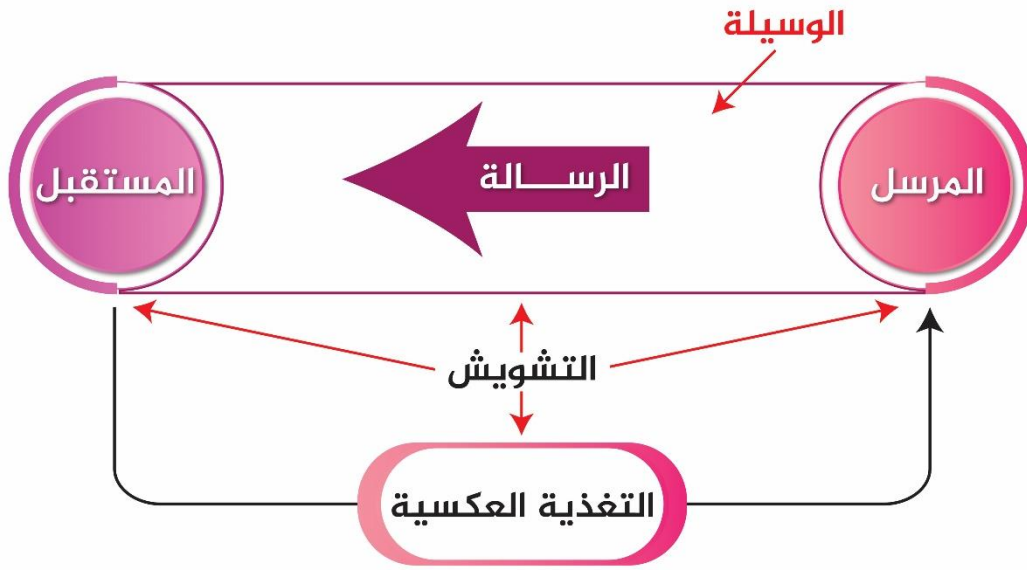 الوسيلة
المرسل
الرســـالة
المستقبل
التشويش
التغذية العكسية